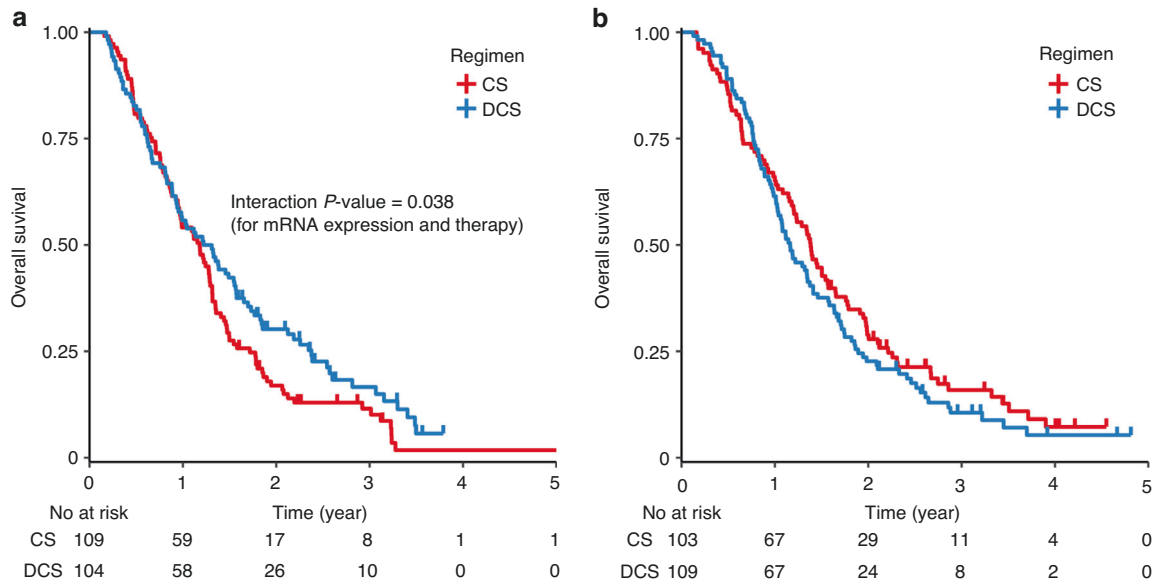 a
1.00
0.75
0.50
0.25
0
Overall suvival
Regimen
CS
DCS
Interaction P-value = 0.038
(for mRNA expression and therapy)
0 1 2 3 4 5
No at risk Time (year)
CS 109 59 17 8 1 1
DCS 104 58 26 10 0 0
b
1.00
0.75
0.50
0.25
0
Overall suvival
Regimen
CS
DCS
0 1 2 3 4 5
No at risk Time (year)
CS 103 67 29 11 4 0
DCS 109 67 24 8 2 0